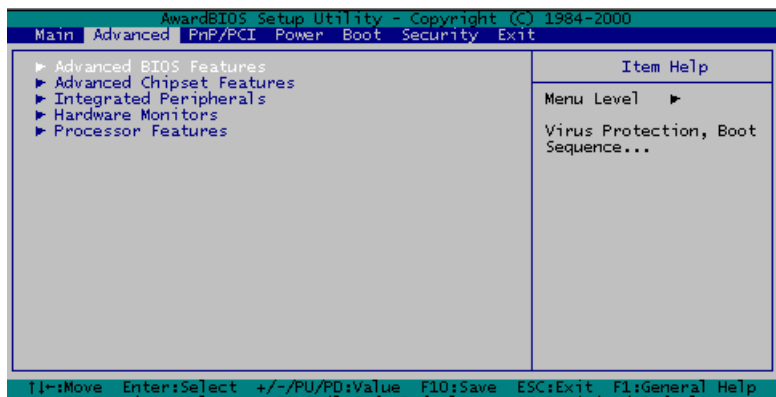 AwardBIOS Setup Utility - Copyright (C) 1984-2000
Main Advanced PnP/PCI Power Boot Security Exit
► Advanced BIOS Features
► Advanced Chipset Features
► Integrated Peripherals
► Hardware Monitors
► Processor Features
Item Help
Menu Level ►
Virus Protection, Boot
Sequence...
↑↓←:Move Enter:Select +/-/PU/PD:Value F10:Save ESC:Exit F1:General Help